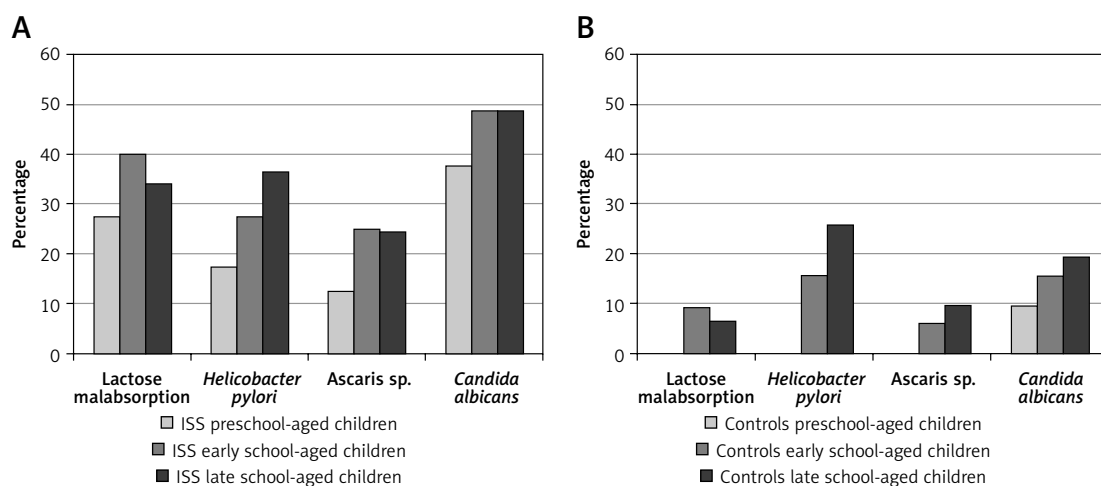 A
60
50
40
30
20
10
0
Percentage
Lactose
malabsorption
Helicobacter
pylori
Ascaris sp.
Candida
albicans
ISS preschool-aged children
ISS early school-aged children
ISS late school-aged children
B
60
50
40
30
20
10
0
Percentage
Lactose
malabsorption
Helicobacter
pylori
Ascaris sp.
Candida
albicans
Controls preschool-aged children
Controls early school-aged children
Controls late school-aged children